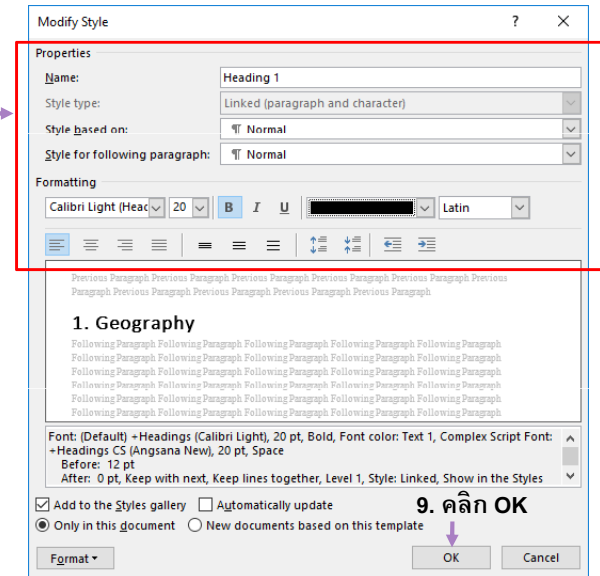 Modify Style ? ×
Properties
Name: Heading 1
Style type: Linked (paragraph and character)
Style based on: ¶ Normal
Style for following paragraph: ¶ Normal
Formatting
Calibri Light (Heac 20 B I U Latin
Previous Paragraph Previous Paragraph Previous Paragraph Previous Paragraph Previous Paragraph Previous
Paragraph Previous Paragraph Previous Paragraph Previous Paragraph Previous Paragraph
1. Geography
Following Paragraph Following Paragraph Following Paragraph Following Paragraph Following Paragraph
Following Paragraph Following Paragraph Following Paragraph Following Paragraph Following Paragraph
Following Paragraph Following Paragraph Following Paragraph Following Paragraph Following Paragraph
Following Paragraph Following Paragraph Following Paragraph Following Paragraph Following Paragraph
Following Paragraph Following Paragraph Following Paragraph Following Paragraph Following Paragraph
Following Paragraph Following Paragraph Following Paragraph Following Paragraph Following Paragraph
Font: (Default) +Headings (Calibri Light), 20 pt, Bold, Font color: Text 1, Complex Script Font:
+Headings CS (Angsana New), 20 pt, Space
Before: 12 pt
After: 0 pt, Keep with next, Keep lines together, Level 1, Style: Linked, Show in the Styles
Add to the Styles gallery Automatically update
9. คลิก OK
Only in this document New documents based on this template
Format OK Cancel